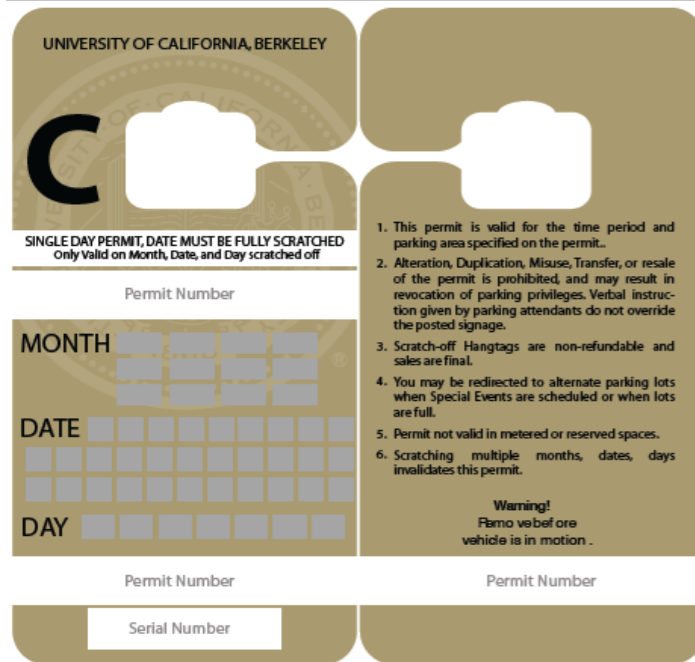 UNIVERSITY OF CALIFORNIA, BERKELEY
C
SINGLE DAY PERMIT, DATE MUST BE FULLY SCRATCHED
Only Valid on Month, Date, and Day scratched off
Permit Number
MONTH
DATE
DAY
Permit Number
Serial Number
1. This permit is valid for the time period and
parking area specified on the permit..
2. Alteration, Duplication, Misuse, Transfer, or resale
of the permit is prohibited, and may result in
revocation of parking privileges. Verbal instruc-
tion given by parking attendants do not override
the posted signage.
3. Scratch-off Hangtags are non-refundable and
sales are final.
4. You may be redirected to alternate parking lots
when Special Events are scheduled or when lots
are full.
5. Permit not valid in metered or reserved spaces.
6. Scratching multiple months, dates, days
invalidates this permit.
Warning!
Remo vebef ore
vehicle is in motion .
Permit Number